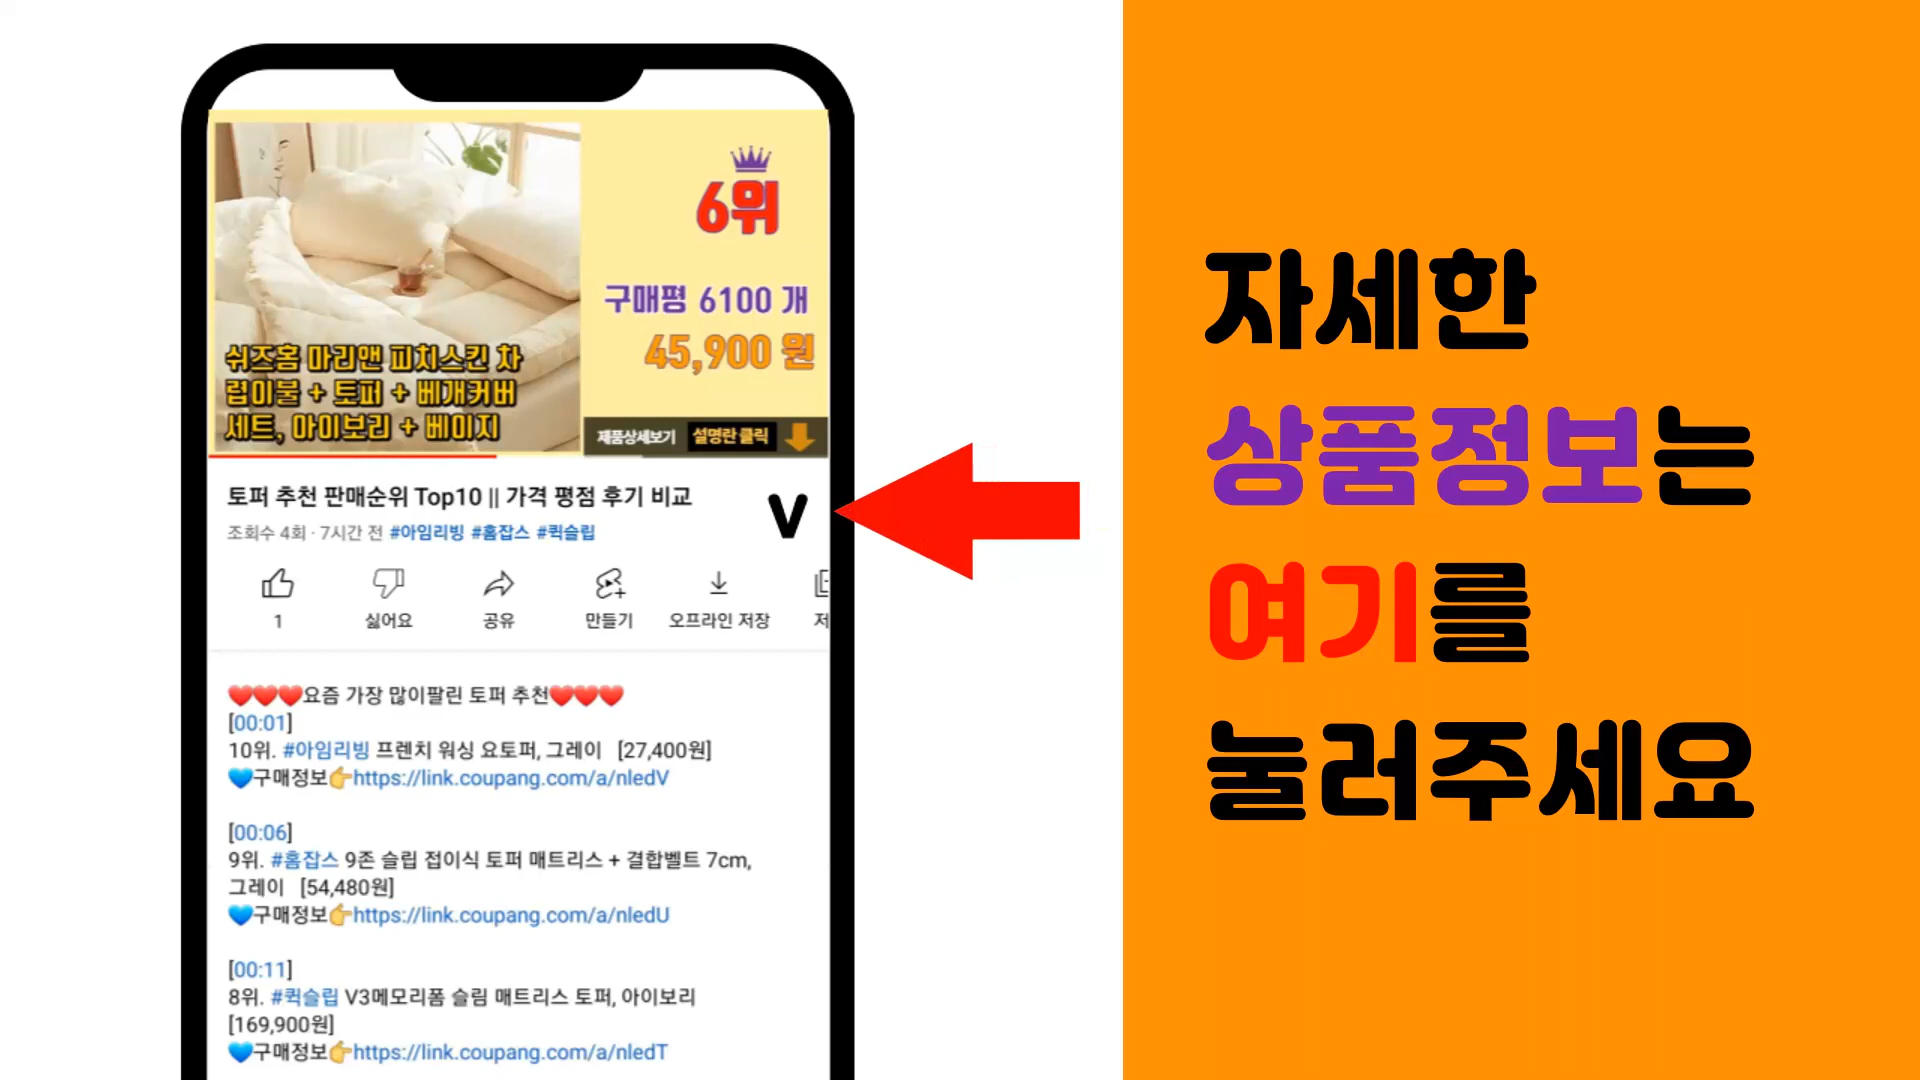 6위
구매평 6100 개
45,900 원
쉬즈홈 마리앤 피치스킨 차
렵이불 + 토퍼 + 베개커버
세트, 아이보리 + 베이지
제품상세보기 설명란 클릭
토퍼 추천 판매순위 Top10 || 가격 평점 후기 비교
V
조회수 4회 · 7시간 전 #아임리빙 #홈잡스 #퀵슬립
1 싫어요 공유 만들기 오프라인 저장 저
❤️❤️❤️요즘 가장 많이팔린 토퍼 추천❤️❤️❤️
[00:01]
10위. #아임리빙 프렌치 워싱 요토퍼, 그레이 [27,400원]
💙구매정보👉https://link.coupang.com/a/nledV
[00:06]
9위. #홈잡스 9존 슬립 접이식 토퍼 매트리스 + 결합벨트 7cm,
그레이 [54,480원]
💙구매정보👉https://link.coupang.com/a/nledU
[00:11]
8위. #퀵슬립 V3메모리폼 슬림 매트리스 토퍼, 아이보리
[169,900원]
💙구매정보👉https://link.coupang.com/a/nledT
자세한
상품정보는
여기를
눌러주세요